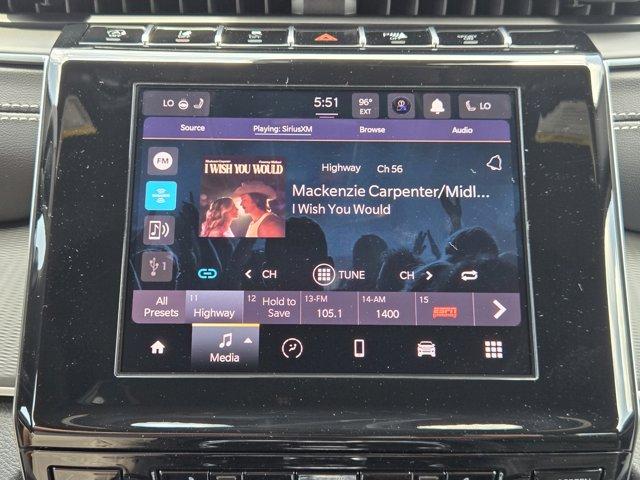 LO
5:51
96°
EXT
LO
Source
Playing: SiriusXM
Browse
Audio
FM
Highway Ch 56
I WISH YOU WOULD
Mackenzie Carpenter/Midl...
I Wish You Would
1
CH
TUNE
CH
All
Presets
11
Highway
12
Hold to
Save
13-FM
105.1
14-AM
1400
15
ESPN
Media